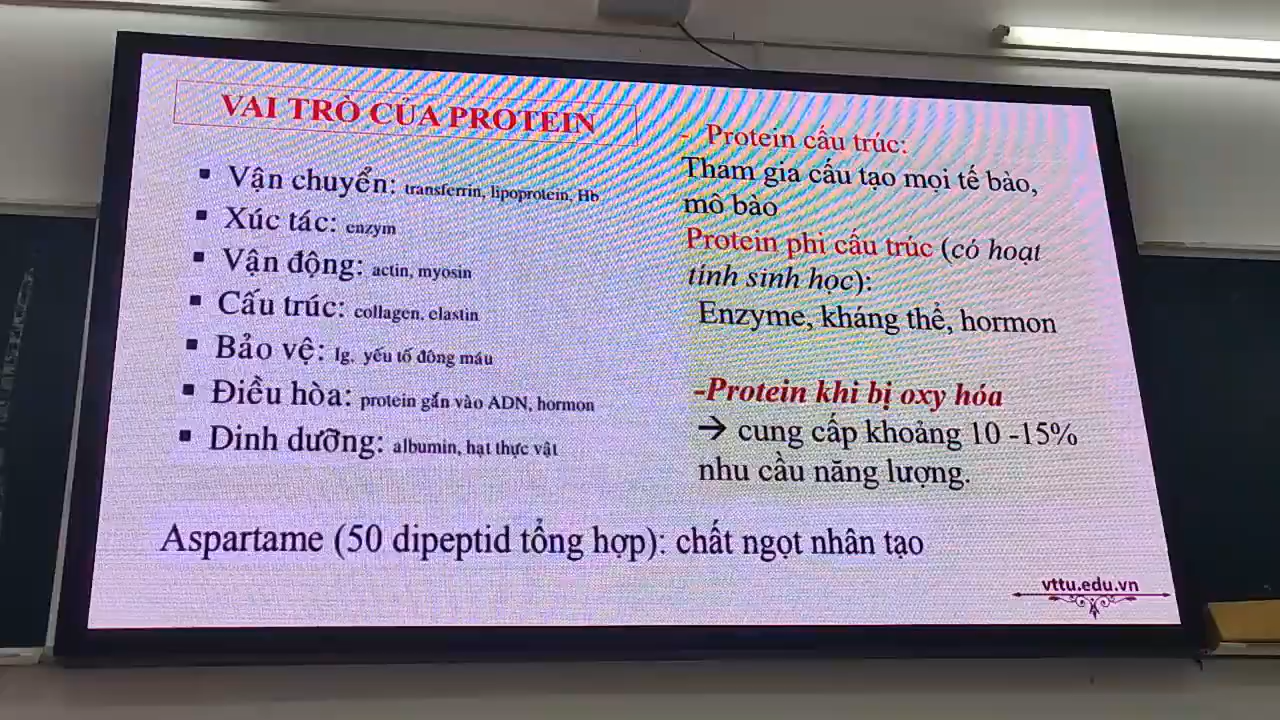 VAI TRÒ CỦA PROTEIN
▪ Vận chuyển: transferrin, lipoprotein, Hb
▪ Xúc tác: enzym
▪ Vận động: actin, myosin
▪ Cấu trúc: collagen, elastin
▪ Bảo vệ: Ig, yếu tố đông máu
▪ Điều hòa: protein gắn vào ADN, hormon
▪ Dinh dưỡng: albumin, hạt thực vật
- Protein cấu trúc:
Tham gia cấu tạo mọi tế bào,
mô bào
Protein phi cấu trúc (có hoạt
tính sinh học):
Enzyme, kháng thể, hormon
-Protein khi bị oxy hóa
→ cung cấp khoảng 10 -15%
nhu cầu năng lượng.
Aspartame (50 dipeptid tổng hợp): chất ngọt nhân tạo
vttu.edu.vn